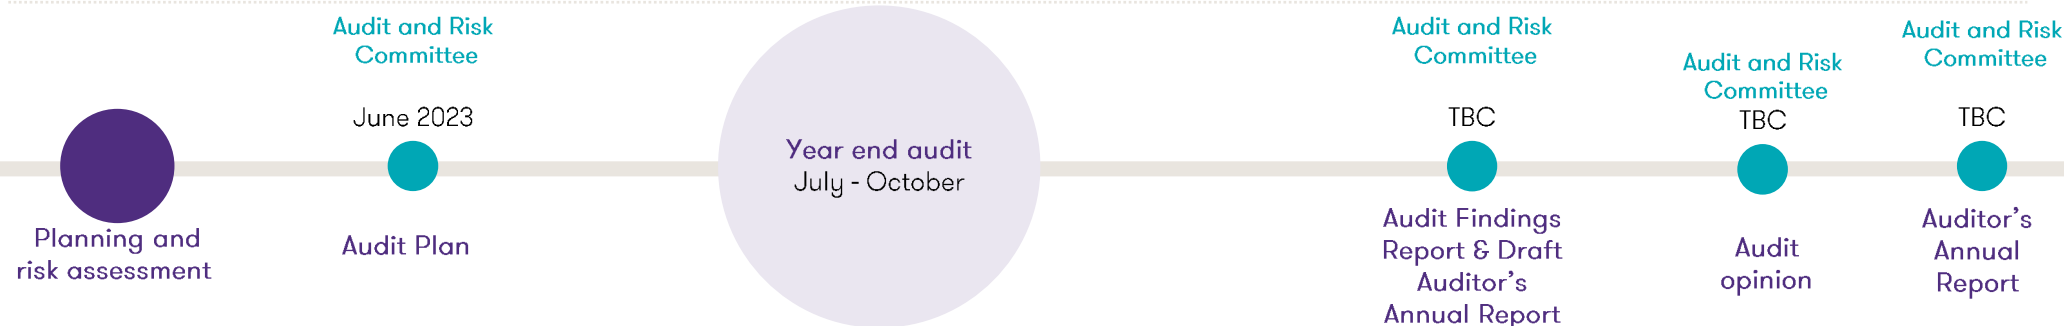 Planning and
risk assessment
Audit and Risk
Committee
June 2023
Audit Plan
Year end audit
July - October
Audit and Risk
Committee
TBC
Audit Findings
Report & Draft
Auditor's
Annual Report
Audit and Risk
Committee
TBC
Audit
opinion
Audit and Risk
Committee
TBC
Auditor's
Annual
Report